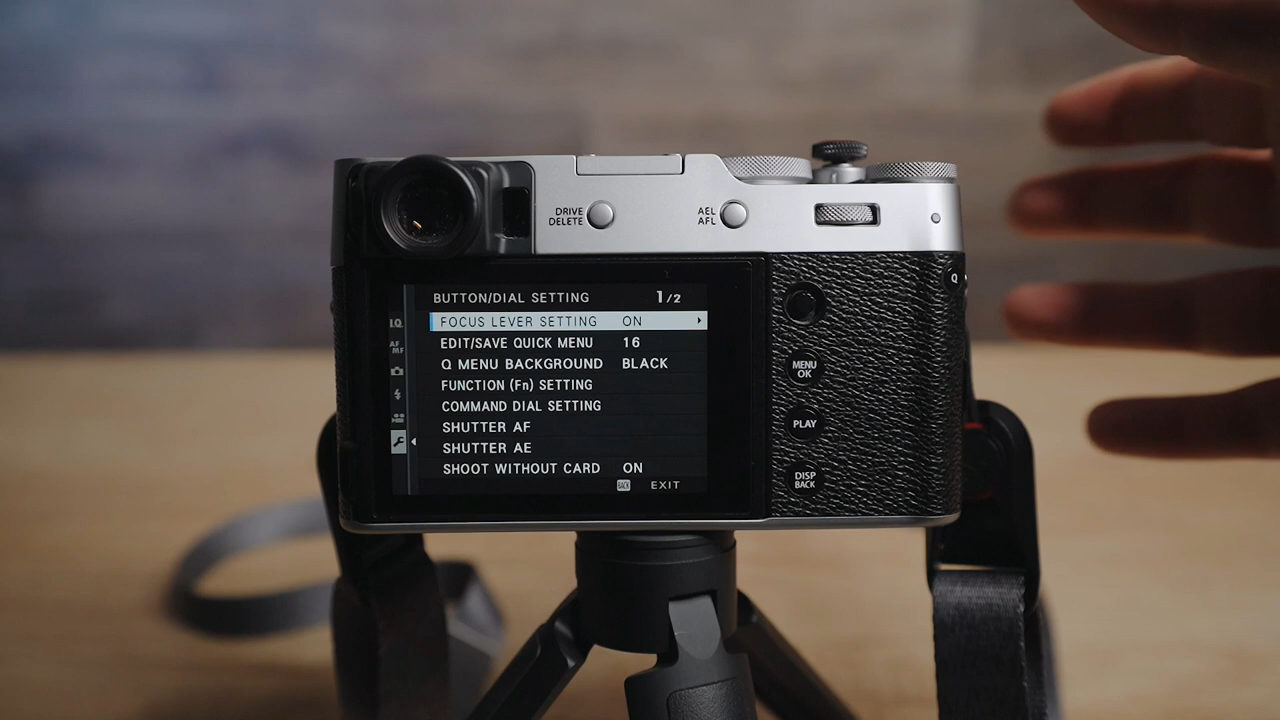 DRIVE
DELETE
AEL
AFL
Q
BUTTON/DIAL SETTING 1/2
FOCUS LEVER SETTING ON
EDIT/SAVE QUICK MENU 16
Q MENU BACKGROUND BLACK
FUNCTION (Fn) SETTING
COMMAND DIAL SETTING
SHUTTER AF
SHUTTER AE
SHOOT WITHOUT CARD ON
BACK EXIT
I.Q.
AF
MF
MENU
OK
PLAY
DISP
BACK